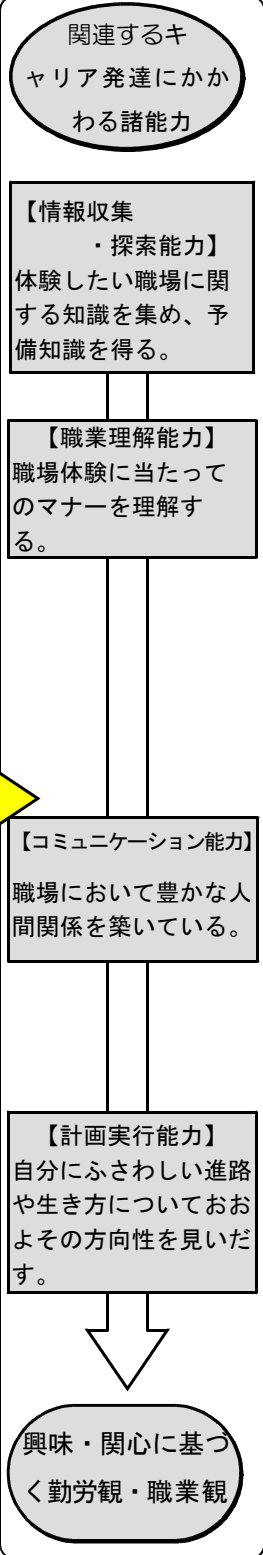 関連するキ
ャリア発達にかか
わる諸能力
【情報収集
・探索能力】
体験したい職場に関
する知識を集め、予
備知識を得る。
【職業理解能力】
職場体験に当たって
のマナーを理解す
る。
【コミュニケーション能力】
職場において豊かな人
間関係を築いている。
【計画実行能力】
自分にふさわしい進路
や生き方についておお
よその方向性を見いだ
す。
興味・関心に基づ
く勤労観・職業観